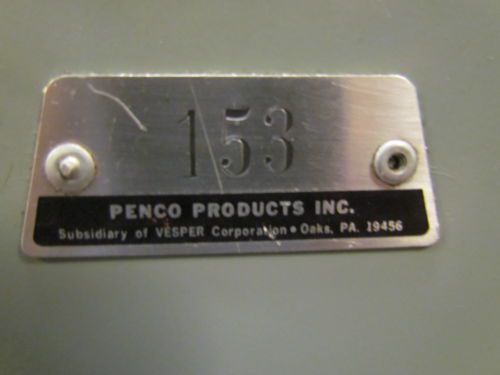 153
PENCO PRODUCTS INC.
Subsidiary of VESPER Corporation • Oaks, PA. 19456